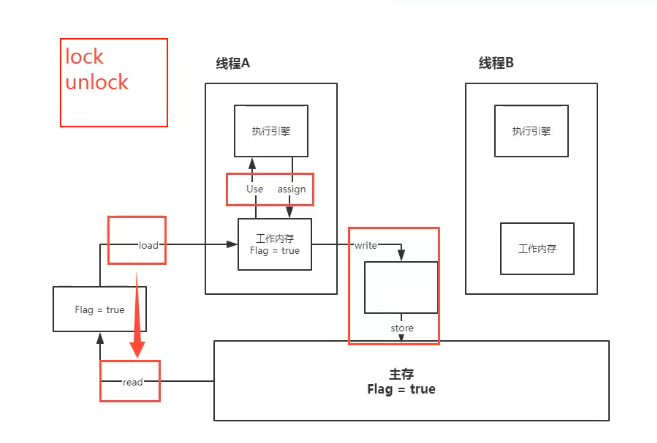 lock
unlock
线程A
线程B
执行引擎
执行引擎
Use
assign
load
工作内存
Flag = true
write
工作内存
Flag = true
store
read
主存
Flag = true